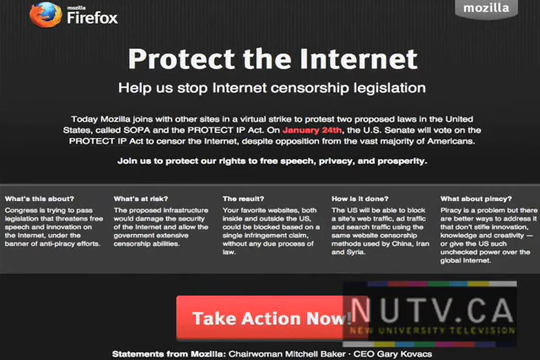 mozilla
Firefox
mozilla
Protect the Internet
Help us stop Internet censorship legislation
Today Mozilla joins with other sites in a virtual strike to protest two proposed laws in the United
States, called SOPA and the PROTECT IP Act. On January 24th, the U.S. Senate will vote on the
PROTECT IP Act to censor the Internet, despite opposition from the vast majority of Americans.
Join us to protect our rights to free speech, privacy, and prosperity.
What's this about?
Congress is trying to pass
legislation that threatens free
speech and innovation on
the Internet, under the
banner of anti-piracy efforts.
What's at risk?
The proposed infrastructure
would damage the security
of the Internet and allow the
government extensive
censorship abilities.
The result?
Your favorite websites, both
inside and outside the US,
could be blocked based on
a single infringement claim,
without any due process of
law.
How is it done?
The US will be able to block
a site's web traffic, ad traffic
and search traffic using the
same website censorship
methods used by China, Iran
and Syria.
What about piracy?
Piracy is a problem but there
are better ways to address it
that don't stifle innovation,
knowledge and creativity —
or give the US such
unchecked power over the
global Internet.
Take Action Now!
NUTV.CA
NEW UNIVERSITY TELEVISION
Statements from Mozilla: Chairwoman Mitchell Baker · CEO Gary Kovacs